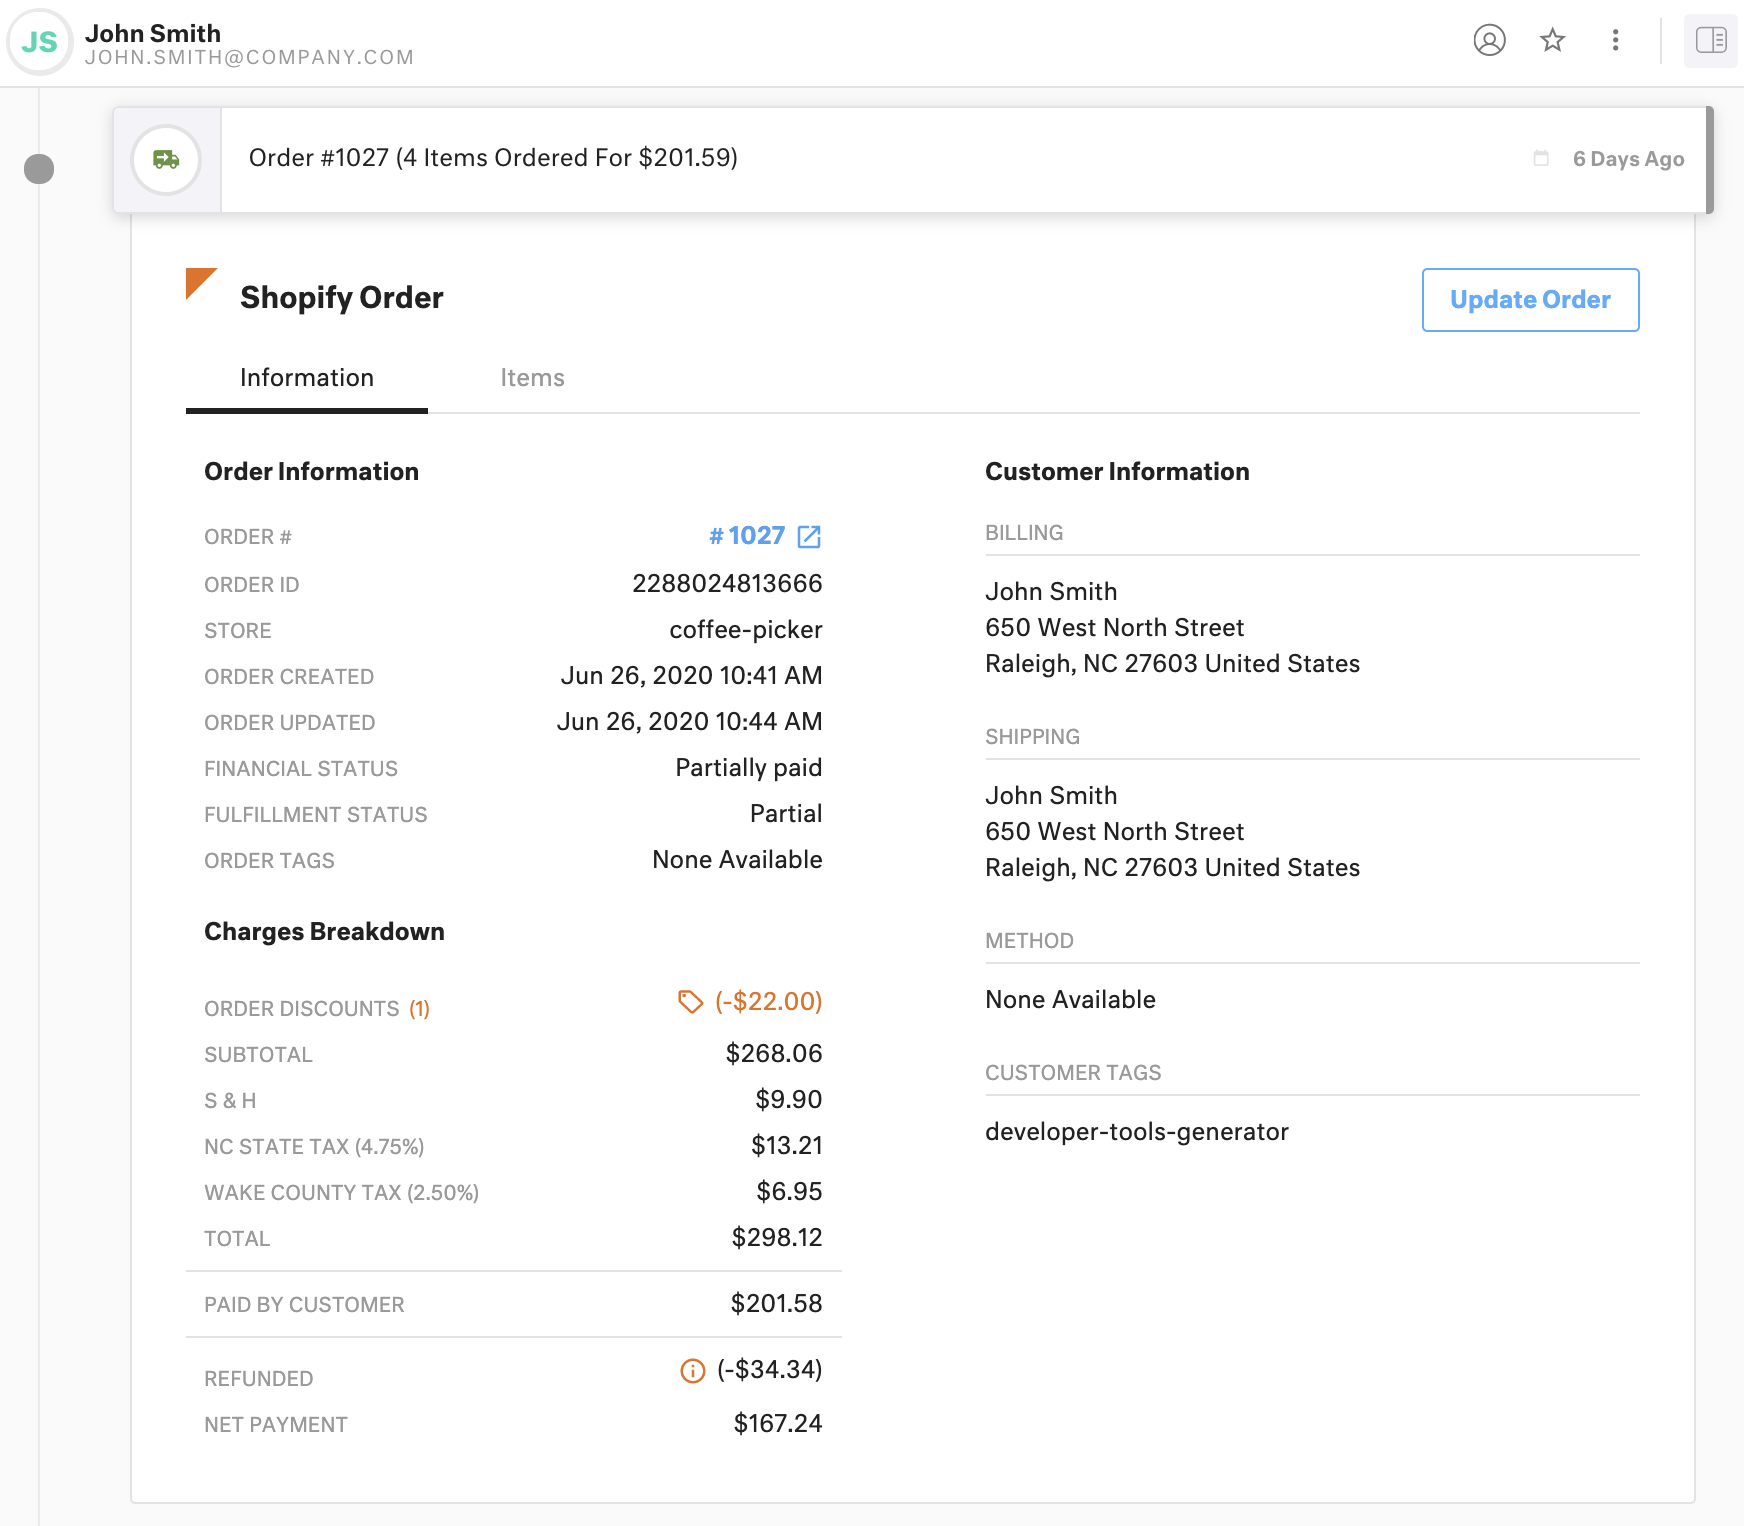 JS
John Smith
JOHN.SMITH@COMPANY.COM
Order #1027 (4 Items Ordered For $201.59)
6 Days Ago
Shopify Order
Update Order
Information
Items
Order Information
ORDER #
# 1027
ORDER ID
2288024813666
STORE
coffee-picker
ORDER CREATED
Jun 26, 2020 10:41 AM
ORDER UPDATED
Jun 26, 2020 10:44 AM
FINANCIAL STATUS
Partially paid
FULFILLMENT STATUS
Partial
ORDER TAGS
None Available
Charges Breakdown
ORDER DISCOUNTS (1)
(-$22.00)
SUBTOTAL
$268.06
S & H
$9.90
NC STATE TAX (4.75%)
$13.21
WAKE COUNTY TAX (2.50%)
$6.95
TOTAL
$298.12
PAID BY CUSTOMER
$201.58
REFUNDED
(-$34.34)
NET PAYMENT
$167.24
Customer Information
BILLING
John Smith
650 West North Street
Raleigh, NC 27603 United States
SHIPPING
John Smith
650 West North Street
Raleigh, NC 27603 United States
METHOD
None Available
CUSTOMER TAGS
developer-tools-generator